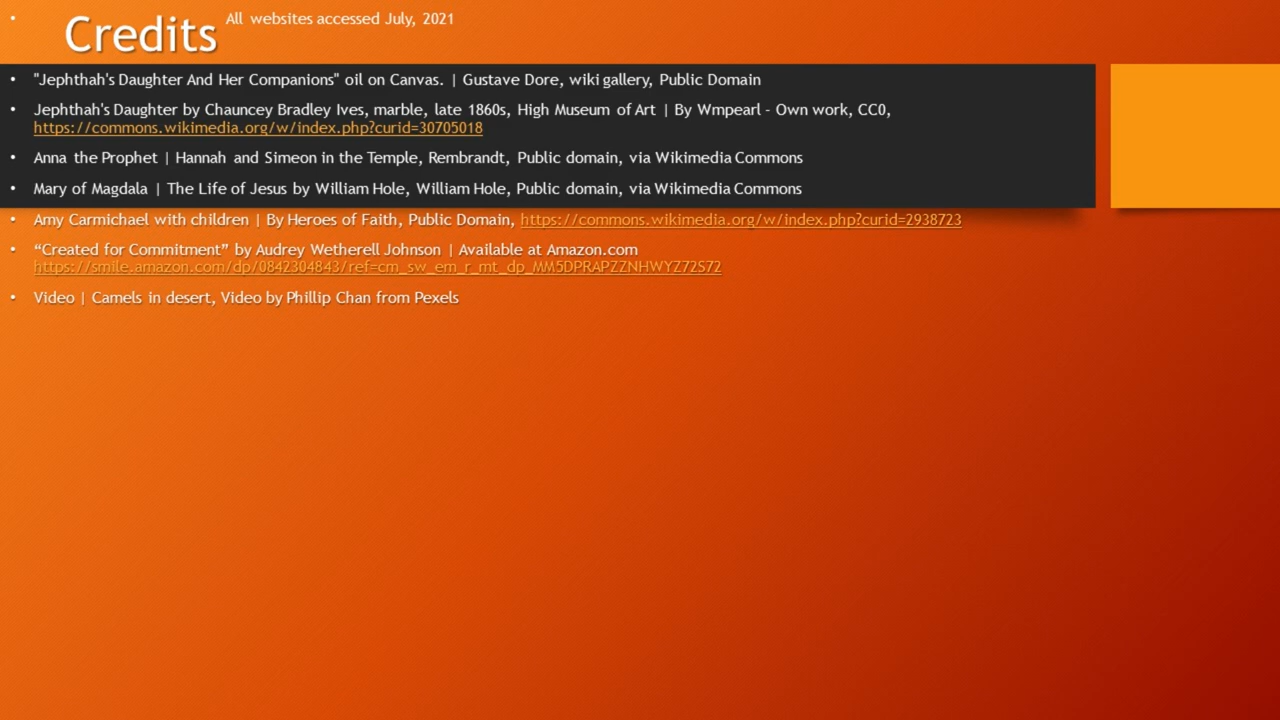 Credits
• All websites accessed July, 2021
• "Jephthah's Daughter And Her Companions" oil on Canvas. | Gustave Dore, wiki gallery, Public Domain
• Jephthah's Daughter by Chauncey Bradley Ives, marble, late 1860s, High Museum of Art | By Wmpearl - Own work, CC0,
https://commons.wikimedia.org/w/index.php?curid=30705018
• Anna the Prophet | Hannah and Simeon in the Temple, Rembrandt, Public domain, via Wikimedia Commons
• Mary of Magdala | The Life of Jesus by William Hole, William Hole, Public domain, via Wikimedia Commons
• Amy Carmichael with children | By Heroes of Faith, Public Domain, https://commons.wikimedia.org/w/index.php?curid=2938723
• “Created for Commitment” by Audrey Wetherell Johnson | Available at Amazon.com
https://smile.amazon.com/dp/0842304843/ref=cm_sw_em_r_mt_dp_MM5DPRAPZZNHWYZ72S72
• Video | Camels in desert, Video by Phillip Chan from Pexels